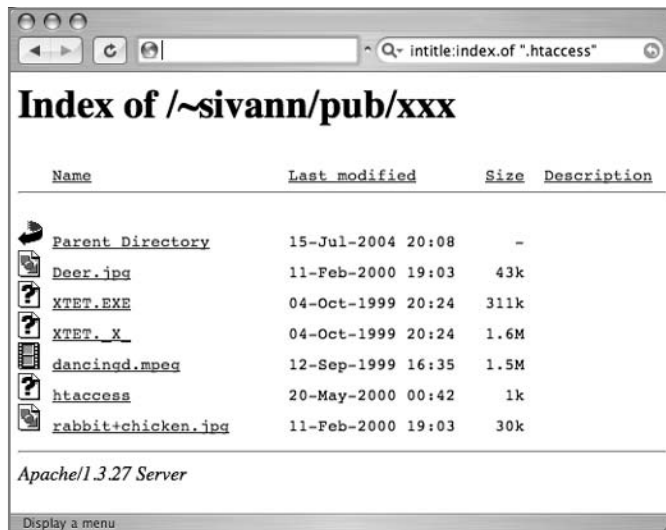 intitle:index.of ".htaccess"
Index of /~sivann/pub/xxx
Name Last modified Size Description
Parent Directory 15-Jul-2004 20:08 -
Deer.jpg 11-Feb-2000 19:03 43k
XTET.EXE 04-Oct-1999 20:24 311k
XTET._X_ 04-Oct-1999 20:24 1.6M
dancingd.mpeg 12-Sep-1999 16:35 1.5M
htaccess 20-May-2000 00:42 1k
rabbit+chicken.jpg 11-Feb-2000 19:03 30k
Apache/1.3.27 Server
Display a menu